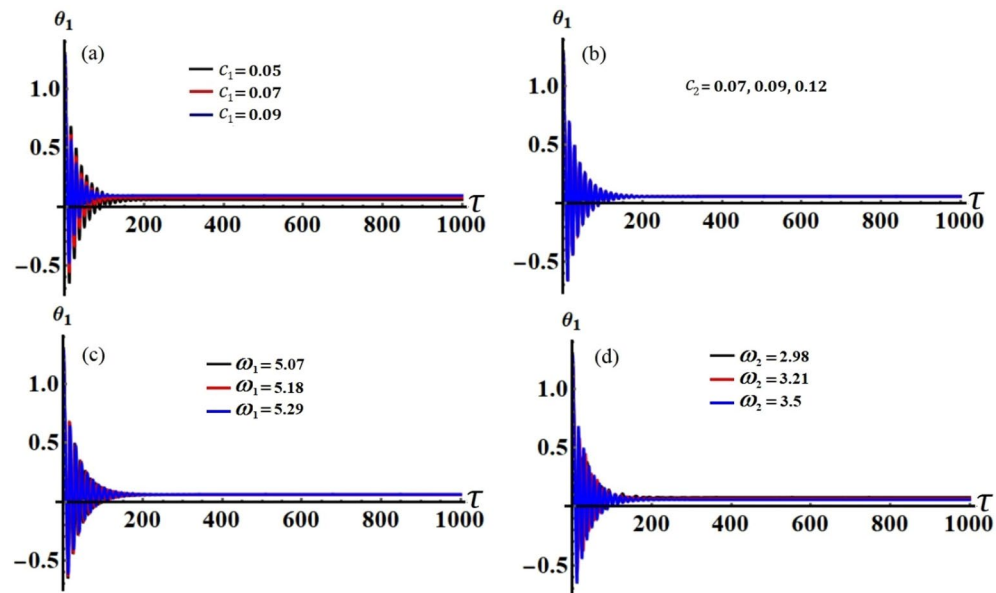 θ₁
(a)
c₁ = 0.05
c₁ = 0.07
c₁ = 0.09
1.0
0.5
−0.5
200 400 600 800 1000
τ
θ₁
(b)
c₂ = 0.07, 0.09, 0.12
1.0
0.5
−0.5
200 400 600 800 1000
τ
θ₁
(c)
ω₁ = 5.07
ω₁ = 5.18
ω₁ = 5.29
1.0
0.5
−0.5
200 400 600 800 1000
τ
θ₁
(d)
ω₂ = 2.98
ω₂ = 3.21
ω₂ = 3.5
1.0
0.5
−0.5
200 400 600 800 1000
τ